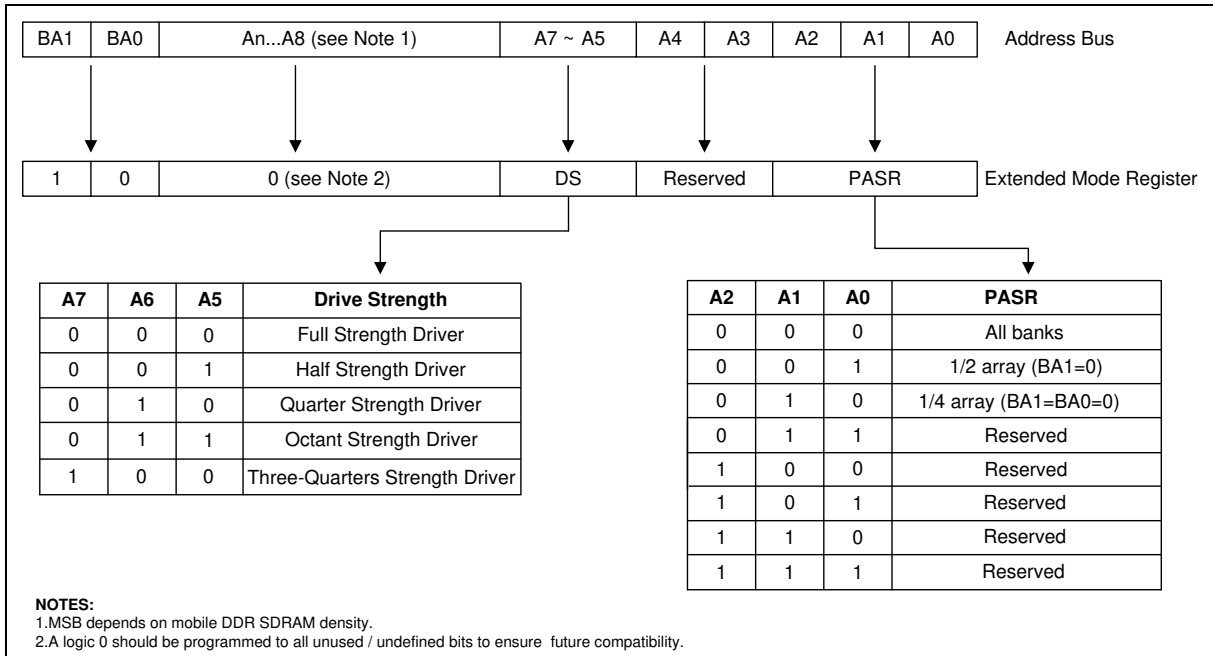 BA1 BA0 An...A8 (see Note 1) A7 ~ A5 A4 A3 A2 A1 A0 Address Bus
1 0 0 (see Note 2) DS Reserved PASR Extended Mode Register
A7 A6 A5 Drive Strength
0 0 0 Full Strength Driver
0 0 1 Half Strength Driver
0 1 0 Quarter Strength Driver
0 1 1 Octant Strength Driver
1 0 0 Three-Quarters Strength Driver
A2 A1 A0 PASR
0 0 0 All banks
0 0 1 1/2 array (BA1=0)
0 1 0 1/4 array (BA1=BA0=0)
0 1 1 Reserved
1 0 0 Reserved
1 0 1 Reserved
1 1 0 Reserved
1 1 1 Reserved
NOTES:
1.MSB depends on mobile DDR SDRAM density.
2.A logic 0 should be programmed to all unused / undefined bits to ensure future compatibility.